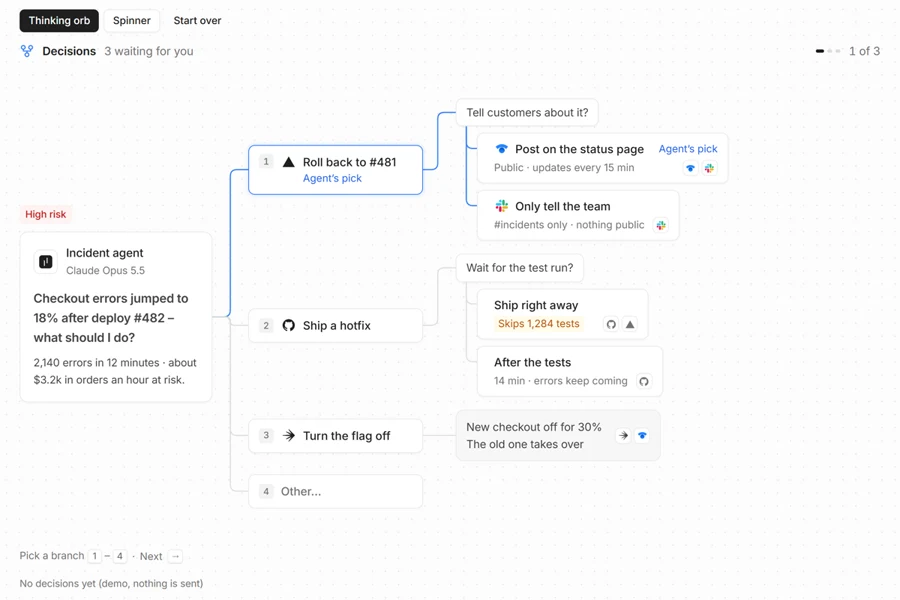 Thinking orb Spinner Start over
Decisions 3 waiting for you
1 of 3
Tell customers about it?
1 Roll back to #481
Agent's pick
Post on the status page Agent's pick
Public · updates every 15 min
Only tell the team
#incidents only · nothing public
High risk
Incident agent
Claude Opus 5.5
Checkout errors jumped to
18% after deploy #482 –
what should I do?
2,140 errors in 12 minutes · about
$3.2k in orders an hour at risk.
Wait for the test run?
2 Ship a hotfix
Ship right away
Skips 1,284 tests
After the tests
14 min · errors keep coming
3 Turn the flag off
New checkout off for 30%
The old one takes over
4 Other...
Pick a branch 1 – 4 · Next →
No decisions yet (demo, nothing is sent)